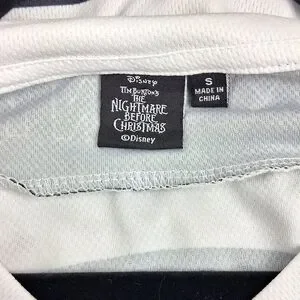 Disney
TIM BURTON'S
THE
NIGHTMARE
BEFORE
CHRISTMAS
©Disney
S
MADE IN
CHINA